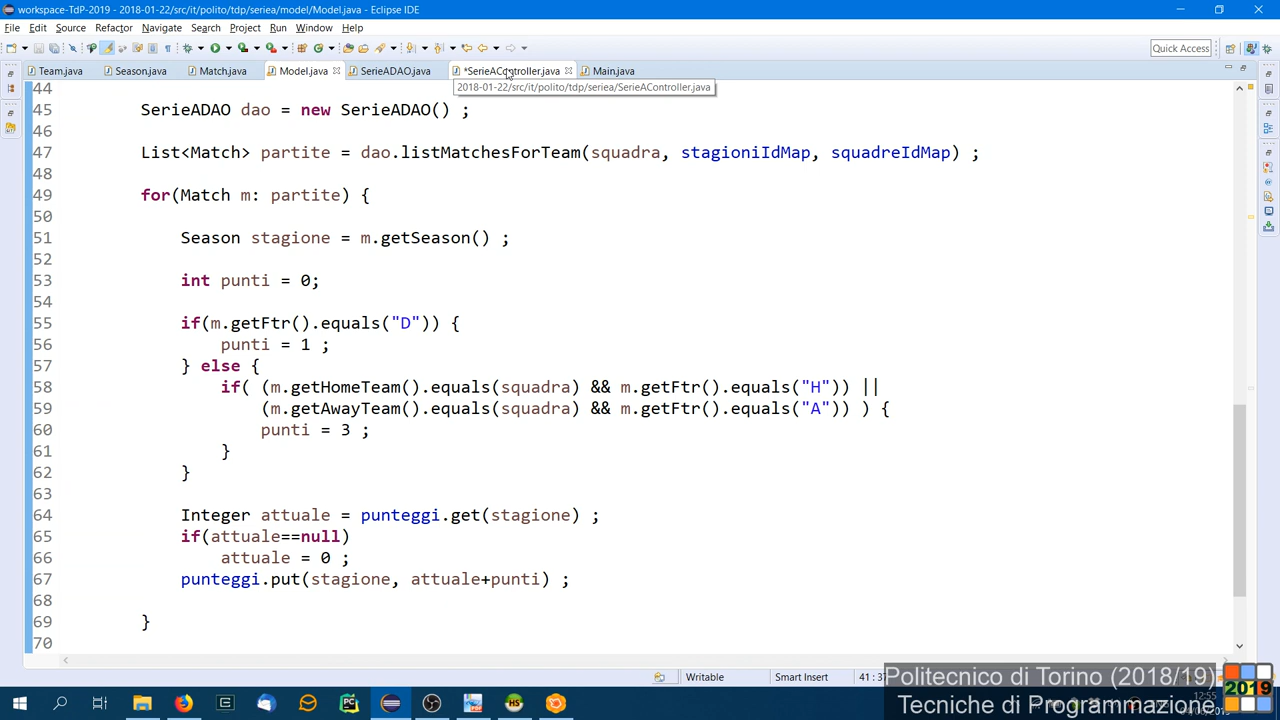 workspace-TdP-2019 - 2018-01-22/src/it/polito/tdp/seriea/model/Model.java - Eclipse IDE
File Edit Source Refactor Navigate Search Project Run Window Help
Quick Access
Team.java Season.java Match.java Model.java SerieADAO.java *SerieAController.java Main.java
2018-01-22/src/it/polito/tdp/seriea/SerieAController.java
44
45 SerieADAO dao = new SerieADAO() ;
46
47 List<Match> partite = dao.listMatchesForTeam(squadra, stagioniIdMap, squadreIdMap) ;
48
49 for(Match m: partite) {
50
51 Season stagione = m.getSeason() ;
52
53 int punti = 0;
54
55 if(m.getFtr().equals("D")) {
56 punti = 1 ;
57 } else {
58 if( (m.getHomeTeam().equals(squadra) && m.getFtr().equals("H")) ||
59 (m.getAwayTeam().equals(squadra) && m.getFtr().equals("A")) ) {
60 punti = 3 ;
61 }
62 }
63
64 Integer attuale = punteggi.get(stagione) ;
65 if(attuale==null)
66 attuale = 0 ;
67 punteggi.put(stagione, attuale+punti) ;
68
69 }
70
Writable Smart Insert
Politecnico di Torino (2018/19)
Tecniche di Programmazione
2019
12:55